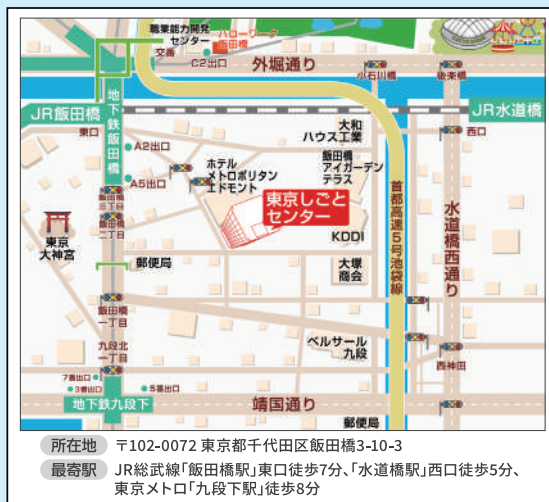 職業能力開発
センター
ハローワーク
飯田橋
交番
C2出口
外堀通り
小石川橋
後楽橋
JR飯田橋
地下鉄飯田橋
JR水道橋
東口
西口
A2出口
大和
ハウス工業
ホテル
メトロポリタン
エドモント
飯田橋
アイガーデン
テラス
A5出口
東京しごと
センター
首都高速5号池袋線
水道橋西通り
飯田橋
二丁目
東京
大神宮
KDDI
郵便局
大塚
商会
飯田橋
一丁目
九段北
一丁目
ベルサール
九段
西神田
7番出口
3番出口
5番出口
地下鉄九段下
靖国通り
郵便局
所在地 〒102-0072 東京都千代田区飯田橋3-10-3
最寄駅 JR総武線「飯田橋駅」東口徒歩7分、「水道橋駅」西口徒歩5分、
東京メトロ「九段下駅」徒歩8分